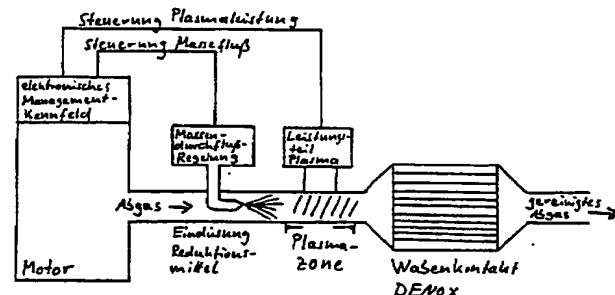 Steuerung Plasmaleistung
Steuerung Massefluß
elektronisches
Management-
Kennfeld
Massen-
durchfluß-
Regelung
Leistungs-
teil
Plasma
Abgas
gereinigtes
Abgas
Eindüsung
Reduktions-
mittel
Plasma-
zone
Motor
Wabenkontakt
DENOX